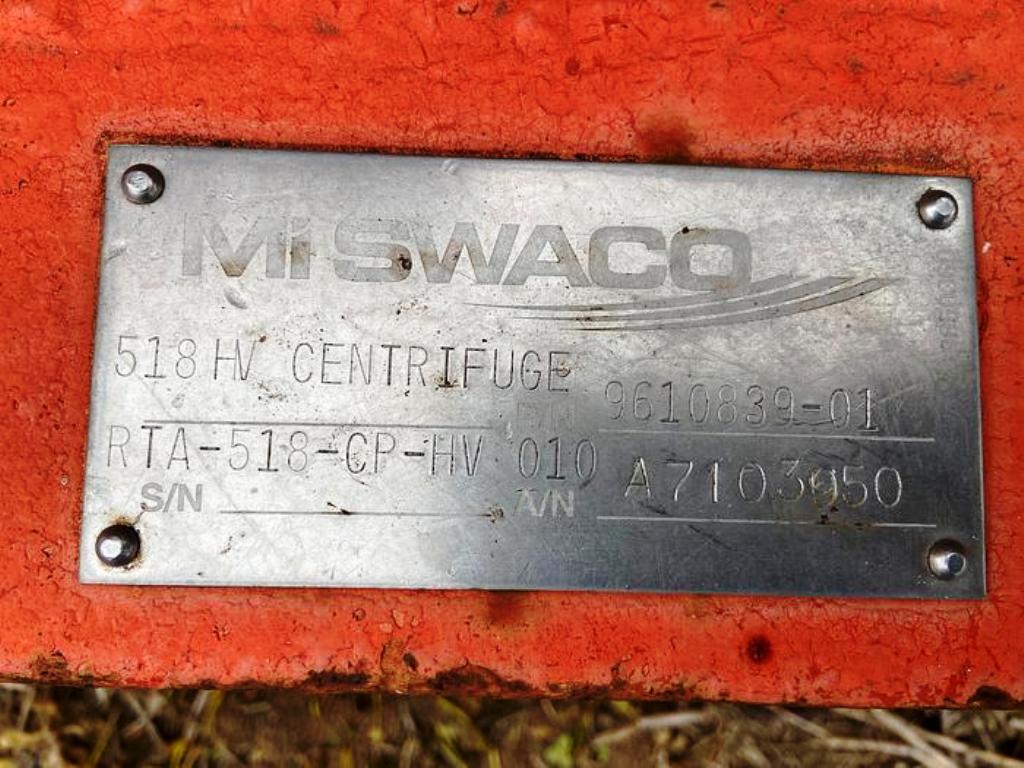 Mi SWACO
518 HV CENTRIFUGE
P/N 9610839-01
RTA-518-CP-HV 010
S/N
A/N A7103950